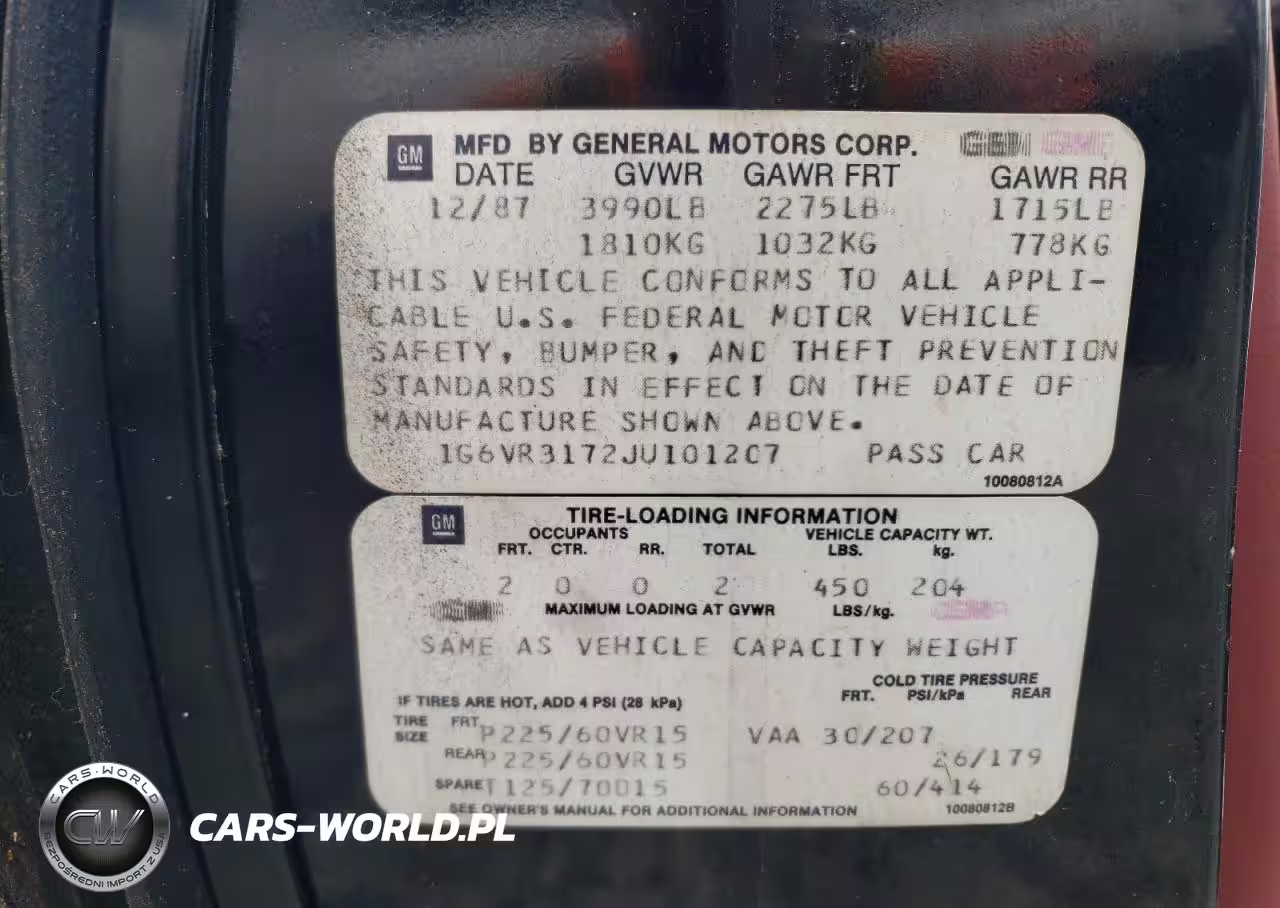 GM MFD BY GENERAL MOTORS CORP.
DATE GVWR GAWR FRT GAWR RR
12/87 3990LB 2275LB 1715LB
1810KG 1032KG 778KG
THIS VEHICLE CONFORMS TO ALL APPLI-
CABLE U.S. FEDERAL MOTOR VEHICLE
SAFETY, BUMPER, AND THEFT PREVENTION
STANDARDS IN EFFECT ON THE DATE OF
MANUFACTURE SHOWN ABOVE.
1G6VR3172JU101207 PASS CAR
10080812A
GM TIRE-LOADING INFORMATION
OCCUPANTS VEHICLE CAPACITY WT.
FRT. CTR. RR. TOTAL LBS. kg.
2 0 0 2 450 204
MAXIMUM LOADING AT GVWR LBS/kg.
SAME AS VEHICLE CAPACITY WEIGHT
COLD TIRE PRESSURE
IF TIRES ARE HOT, ADD 4 PSI (28 kPa) FRT. PSI/kPa REAR
TIRE SIZE FRT. P225/60VR15 VAA 30/207
REAR P225/60VR15 26/179
SPARE T125/70D15 60/414
SEE OWNER'S MANUAL FOR ADDITIONAL INFORMATION 10080812B
CARS-WORLD
CW
BEZPOŚREDNI IMPORT Z USA
CARS-WORLD.PL